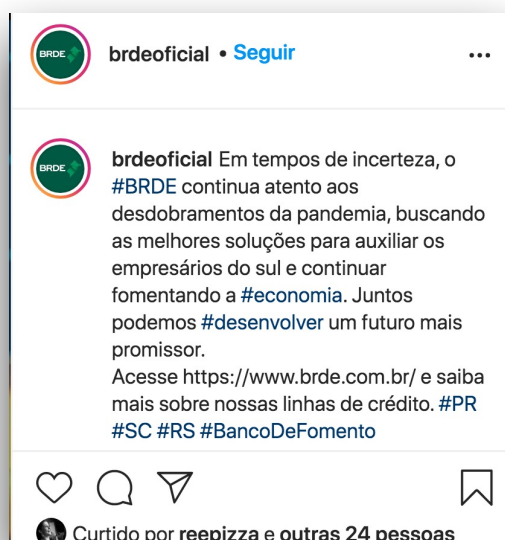 BRDE
brdeoficial • Seguir
BRDE
brdeoficial Em tempos de incerteza, o
#BRDE continua atento aos
desdobramentos da pandemia, buscando
as melhores soluções para auxiliar os
empresários do sul e continuar
fomentando a #economia. Juntos
podemos #desenvolver um futuro mais
promissor.
Acesse https://www.brde.com.br/ e saiba
mais sobre nossas linhas de crédito. #PR
#SC #RS #BancoDeFomento
Curtido por reepizza e outras 24 pessoas